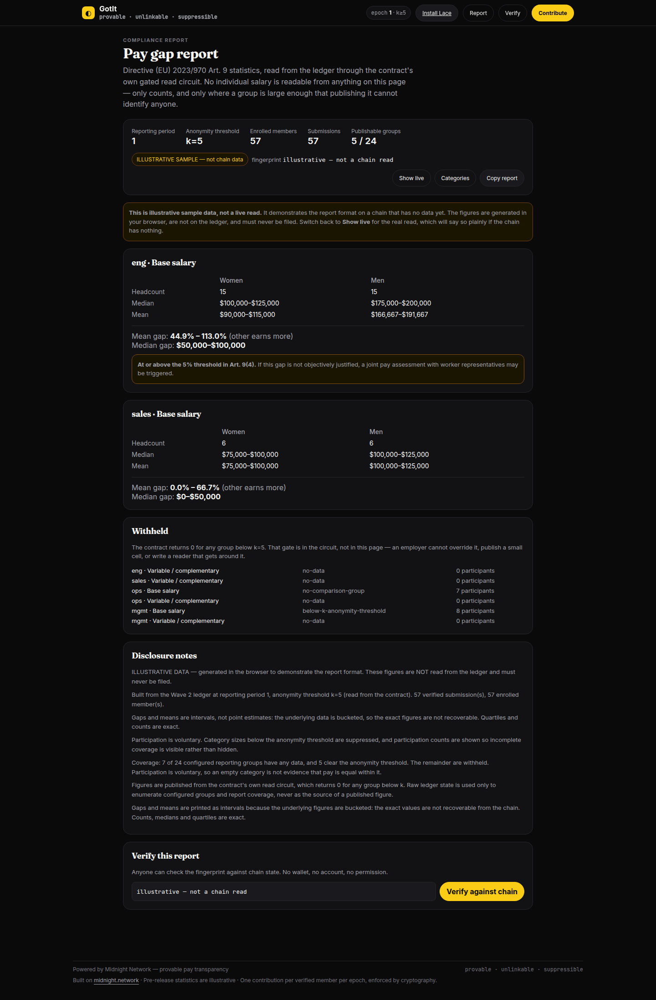 GotIt
provable · unlinkable · suppressible
epoch 1 · k≥5
Install Lace
Report
Verify
Contribute
COMPLIANCE REPORT
Pay gap report
Directive (EU) 2023/970 Art. 9 statistics, read from the ledger through the contract's
own gated read circuit. No individual salary is readable from anything on this page
— only counts, and only where a group is large enough that publishing it cannot
identify anyone.
Reporting period Anonymity threshold Enrolled members Submissions Publishable groups
1 k=5 57 57 5 / 24
ILLUSTRATIVE SAMPLE — not chain data fingerprint illustrative — not a chain read
Show live Categories Copy report
This is illustrative sample data, not a live read. It demonstrates the report format on a chain that has no data yet. The figures are generated in
your browser, are not on the ledger, and must never be filed. Switch back to Show live for the real read, which will say so plainly if the chain
has nothing.
eng · Base salary
Women Men
Headcount 15 15
Median $100,000–$125,000 $175,000–$200,000
Mean $90,000–$115,000 $166,667–$191,667
Mean gap: 44.9% – 113.0% (other earns more)
Median gap: $50,000–$100,000
At or above the 5% threshold in Art. 9(4). If this gap is not objectively justified, a joint pay assessment with worker representatives may
be triggered.
sales · Base salary
Women Men
Headcount 6 6
Median $75,000–$100,000 $100,000–$125,000
Mean $75,000–$100,000 $100,000–$125,000
Mean gap: 0.0% – 66.7% (other earns more)
Median gap: $0–$50,000
Withheld
The contract returns 0 for any group below k=5. That gate is in the circuit, not in this page — an employer cannot override it, publish a small
cell, or write a reader that gets around it.
eng · Variable / complementary no-data 0 participants
sales · Variable / complementary no-data 0 participants
ops · Base salary no-comparison-group 7 participants
ops · Variable / complementary no-data 0 participants
mgmt · Base salary below-k-anonymity-threshold 8 participants
mgmt · Variable / complementary no-data 0 participants
Disclosure notes
ILLUSTRATIVE DATA — generated in the browser to demonstrate the report format. These figures are NOT read from the ledger and must
never be filed.
Built from the Wave 2 ledger at reporting period 1, anonymity threshold k=5 (read from the contract). 57 verified submission(s), 57 enrolled
member(s).
Gaps and means are intervals, not point estimates: the underlying data is bucketed, so the exact figures are not recoverable. Quartiles and
counts are exact.
Participation is voluntary. Category sizes below the anonymity threshold are suppressed, and participation counts are shown so incomplete
coverage is visible rather than hidden.
Coverage: 7 of 24 configured reporting groups have any data, and 5 clear the anonymity threshold. The remainder are withheld.
Participation is voluntary, so an empty category is not evidence that pay is equal within it.
Figures are published from the contract's own read circuit, which returns 0 for any group below k. Raw ledger state is used only to
enumerate configured groups and report coverage, never as the source of a published figure.
Gaps and means are printed as intervals because the underlying figures are bucketed: the exact values are not recoverable from the chain.
Counts, medians and quartiles are exact.
Verify this report
Anyone can check the fingerprint against chain state. No wallet, no account, no permission.
illustrative — not a chain read
Verify against chain
Powered by Midnight Network — provable pay transparency
provable · unlinkable · suppressible
Built on midnight.network · Pre-release statistics are illustrative · One contribution per verified member per epoch, enforced by cryptography.